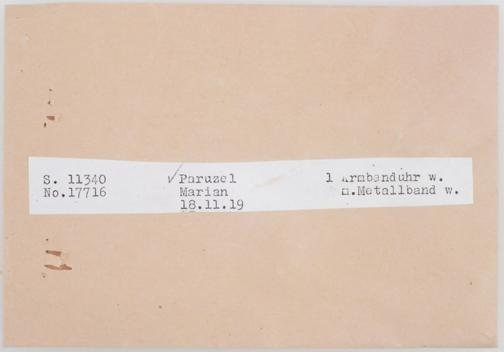 S. 11340 ✓Paruzel 1 Armbanduhr w.
No.17716 Marian m.Metallband w.
18.11.19